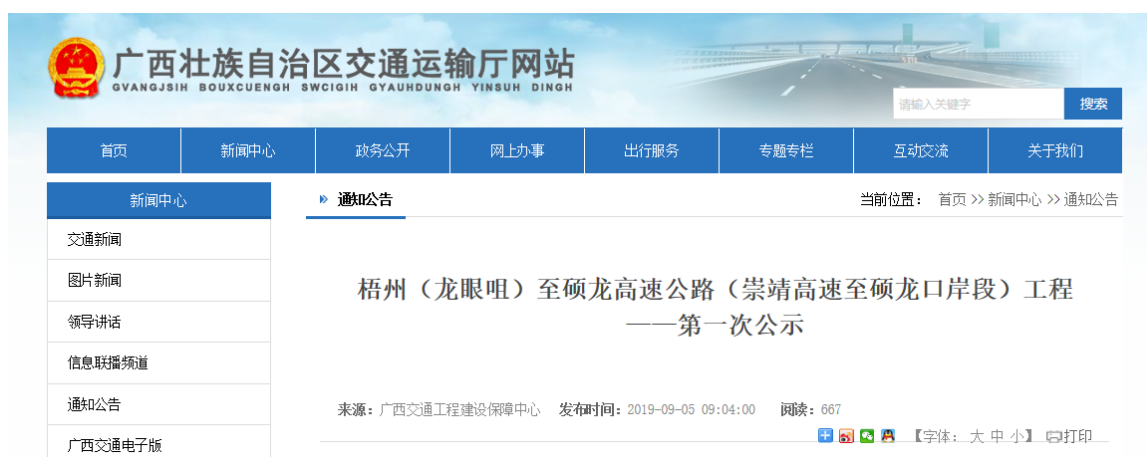 广西壮族自治区交通运输厅网站
GVANGJSIH BOUXCUENGH SWCIGIH GYAUHDUNGH YINSUH DINGH
请输入关键字 搜索
首页 新闻中心 政务公开 网上办事 出行服务 专题专栏 互动交流 关于我们
新闻中心
交通新闻
图片新闻
领导讲话
信息联播频道
通知公告
广西交通电子版
» 通知公告
当前位置： 首页 >> 新闻中心 >> 通知公告
梧州（龙眼咀）至硕龙高速公路（崇靖高速至硕龙口岸段）工程
——第一次公示
来源：广西交通工程建设保障中心 发布时间：2019-09-05 09:04:00 阅读：667
【字体： 大 中 小】 打印